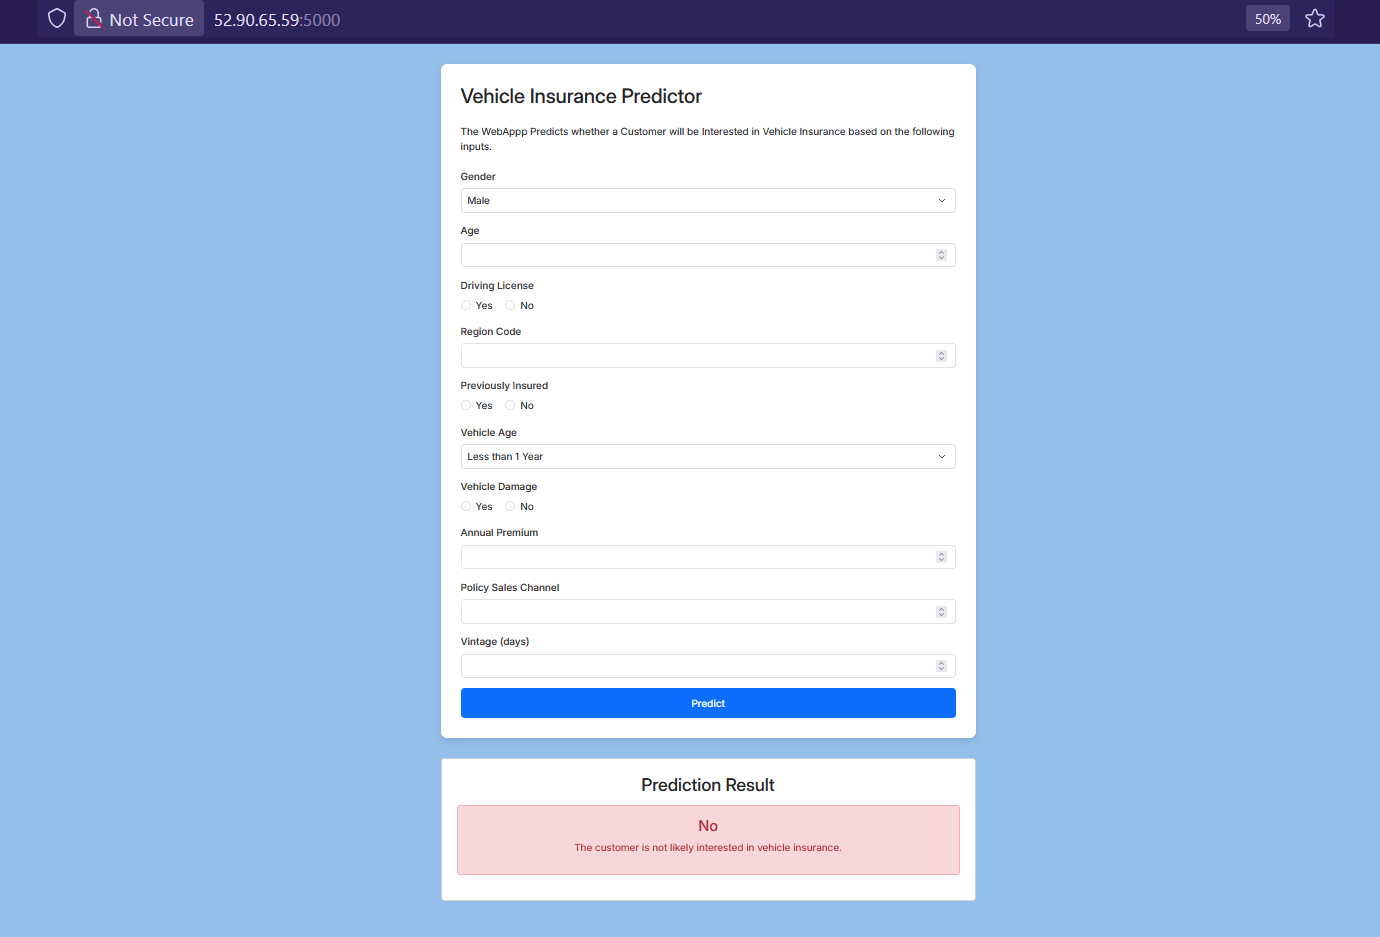 Not Secure 52.90.65.59:5000 50%
Vehicle Insurance Predictor
The WebAppp Predicts whether a Customer will be Interested in Vehicle Insurance based on the following
inputs.
Gender
Male
Age
Driving License
Yes No
Region Code
Previously Insured
Yes No
Vehicle Age
Less than 1 Year
Vehicle Damage
Yes No
Annual Premium
Policy Sales Channel
Vintage (days)
Predict
Prediction Result
No
The customer is not likely interested in vehicle insurance.